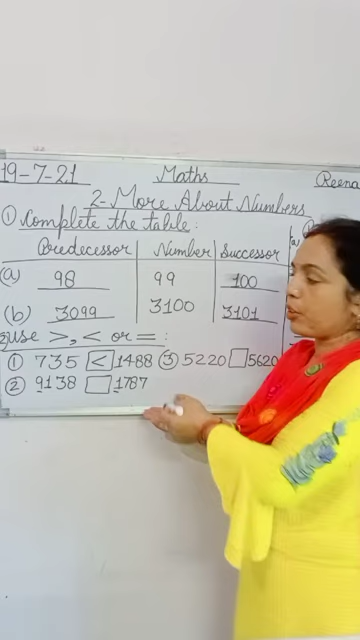 19-7-21 Maths Reena
2- More About Numbers
① Complete the table:
Predecessor Number Successor
(a) 98 99 100
(b) 3099 3100 3101
use >, < or = :
① 735 < 1488 ③ 5220 □ 5620
② 9138 □ 1787